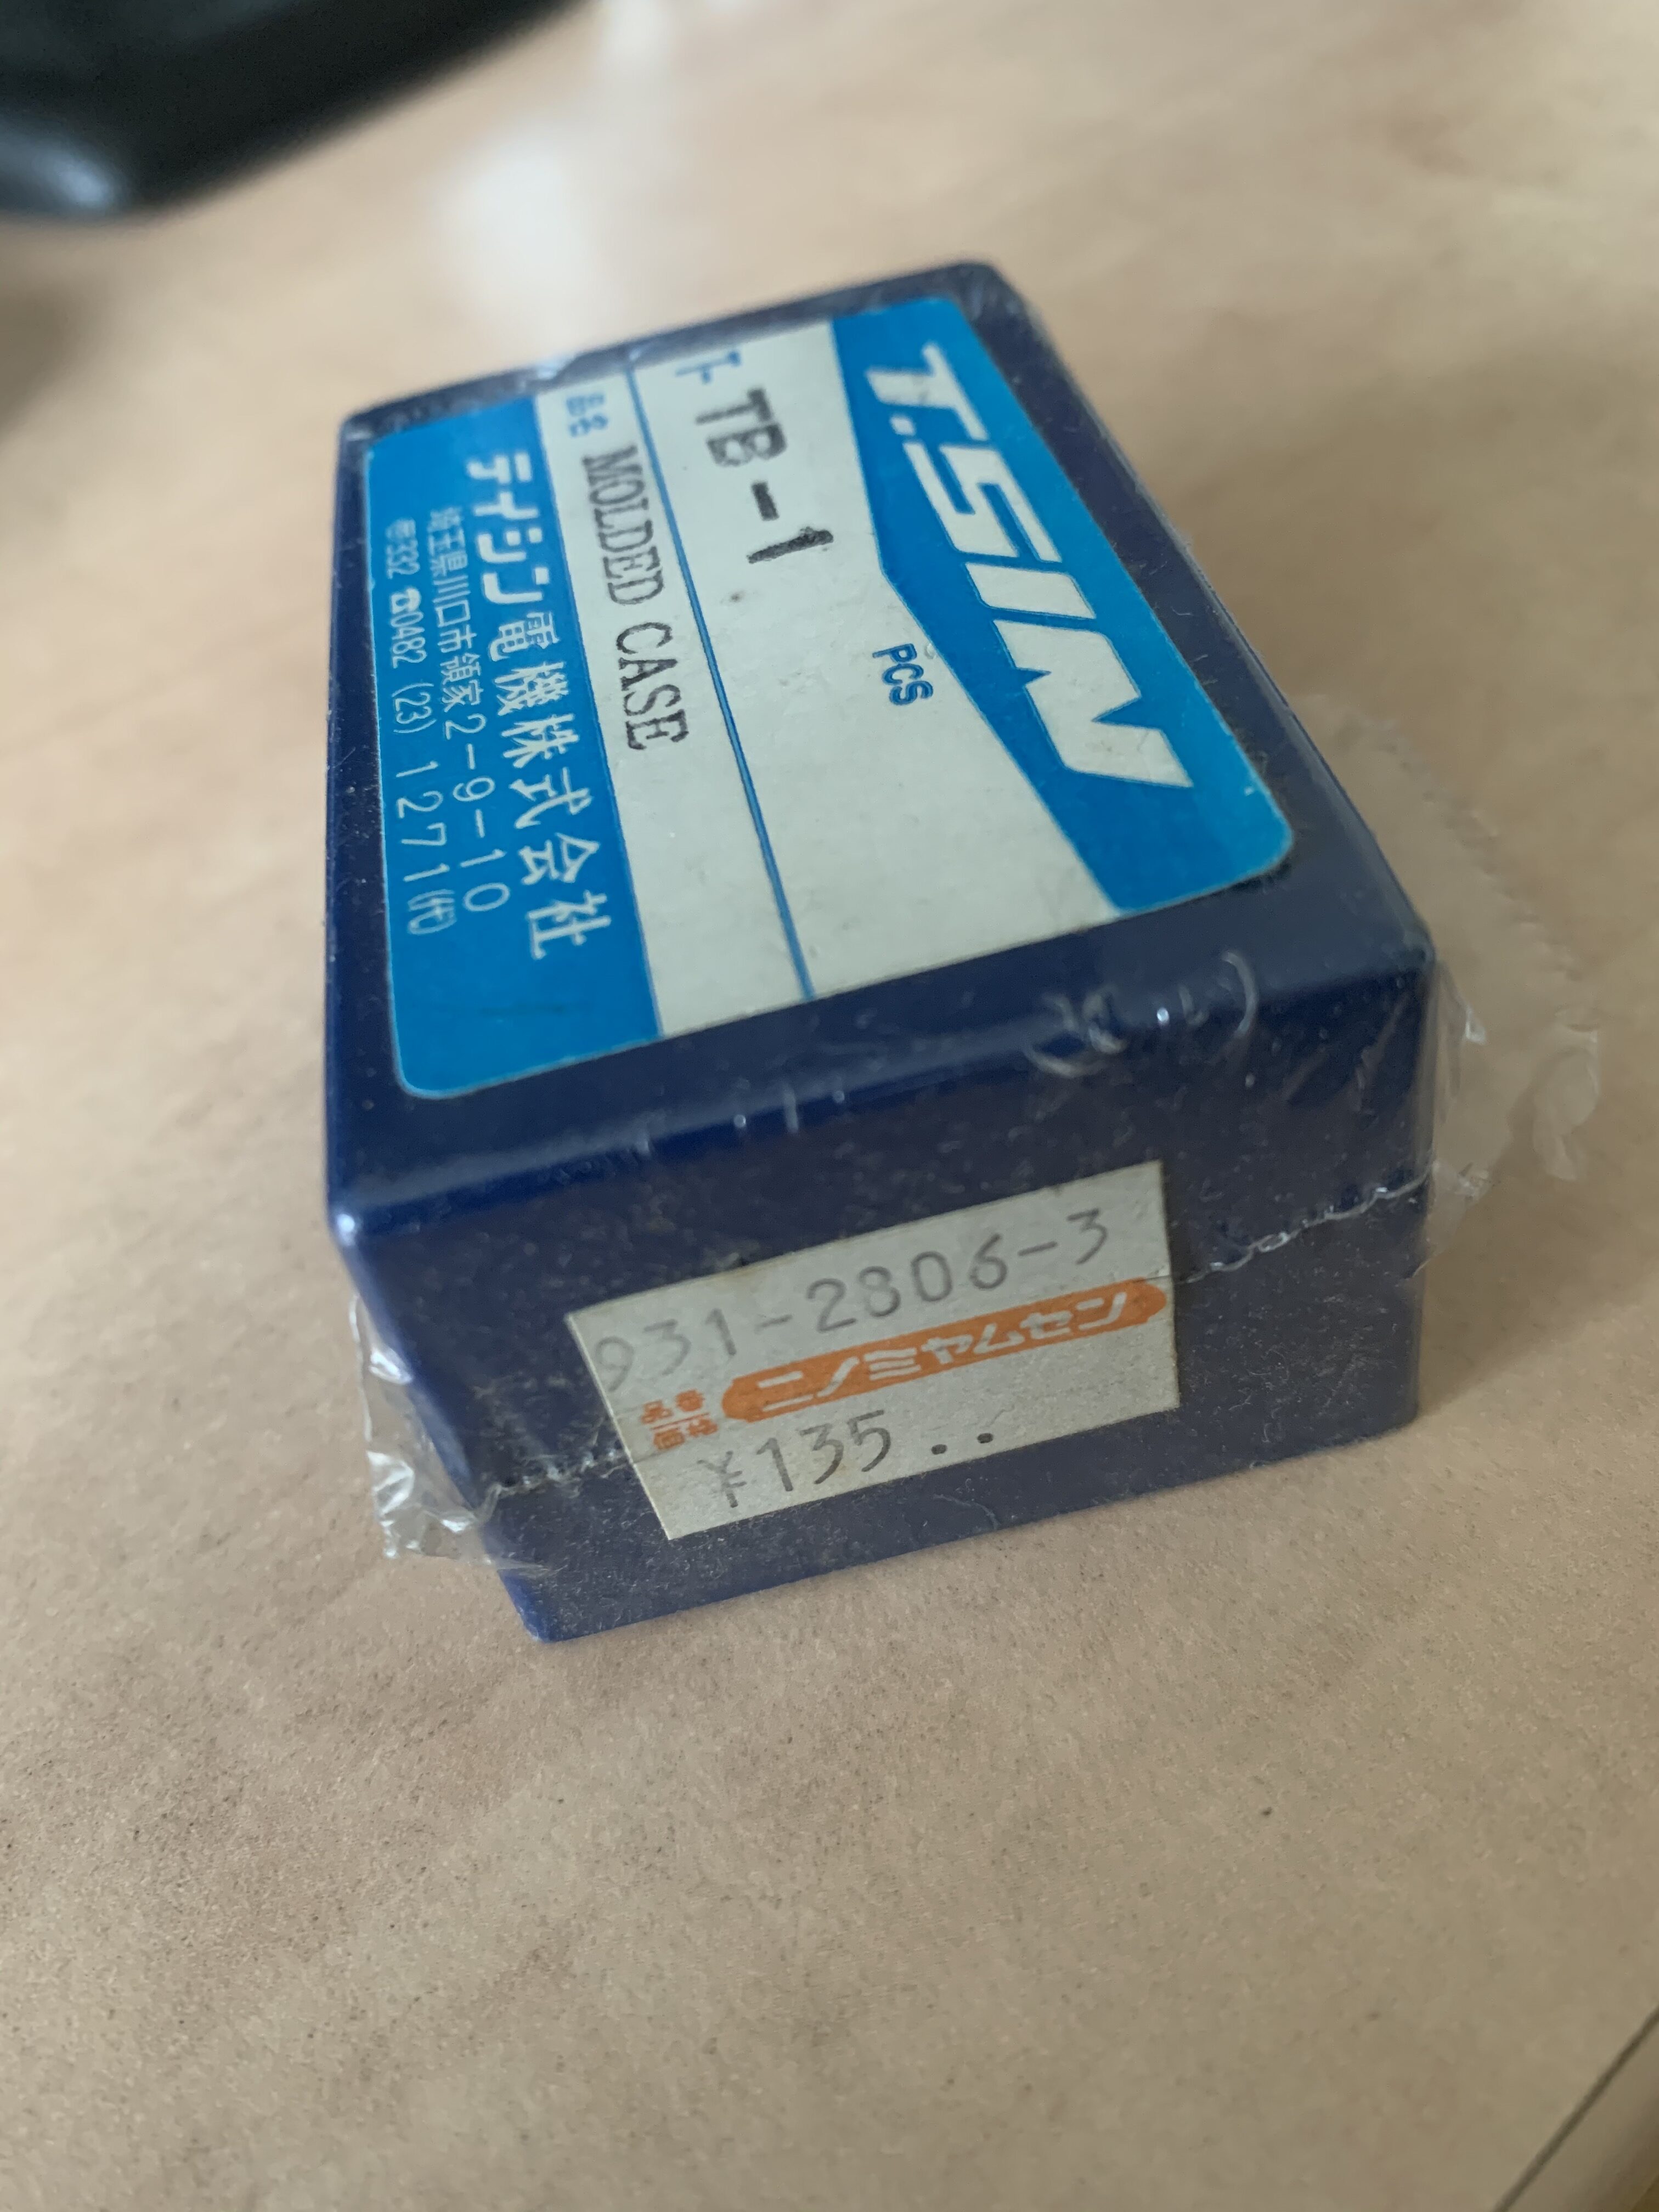 T.SIN
PCS
TB-1
品名 MOLDED CASE
テイシン電機株式会社
埼玉県川口市領家2-9-10
〒332 ☎0482 (23) 1271㈹
931-2806-3
ニノミヤムセン
¥135..